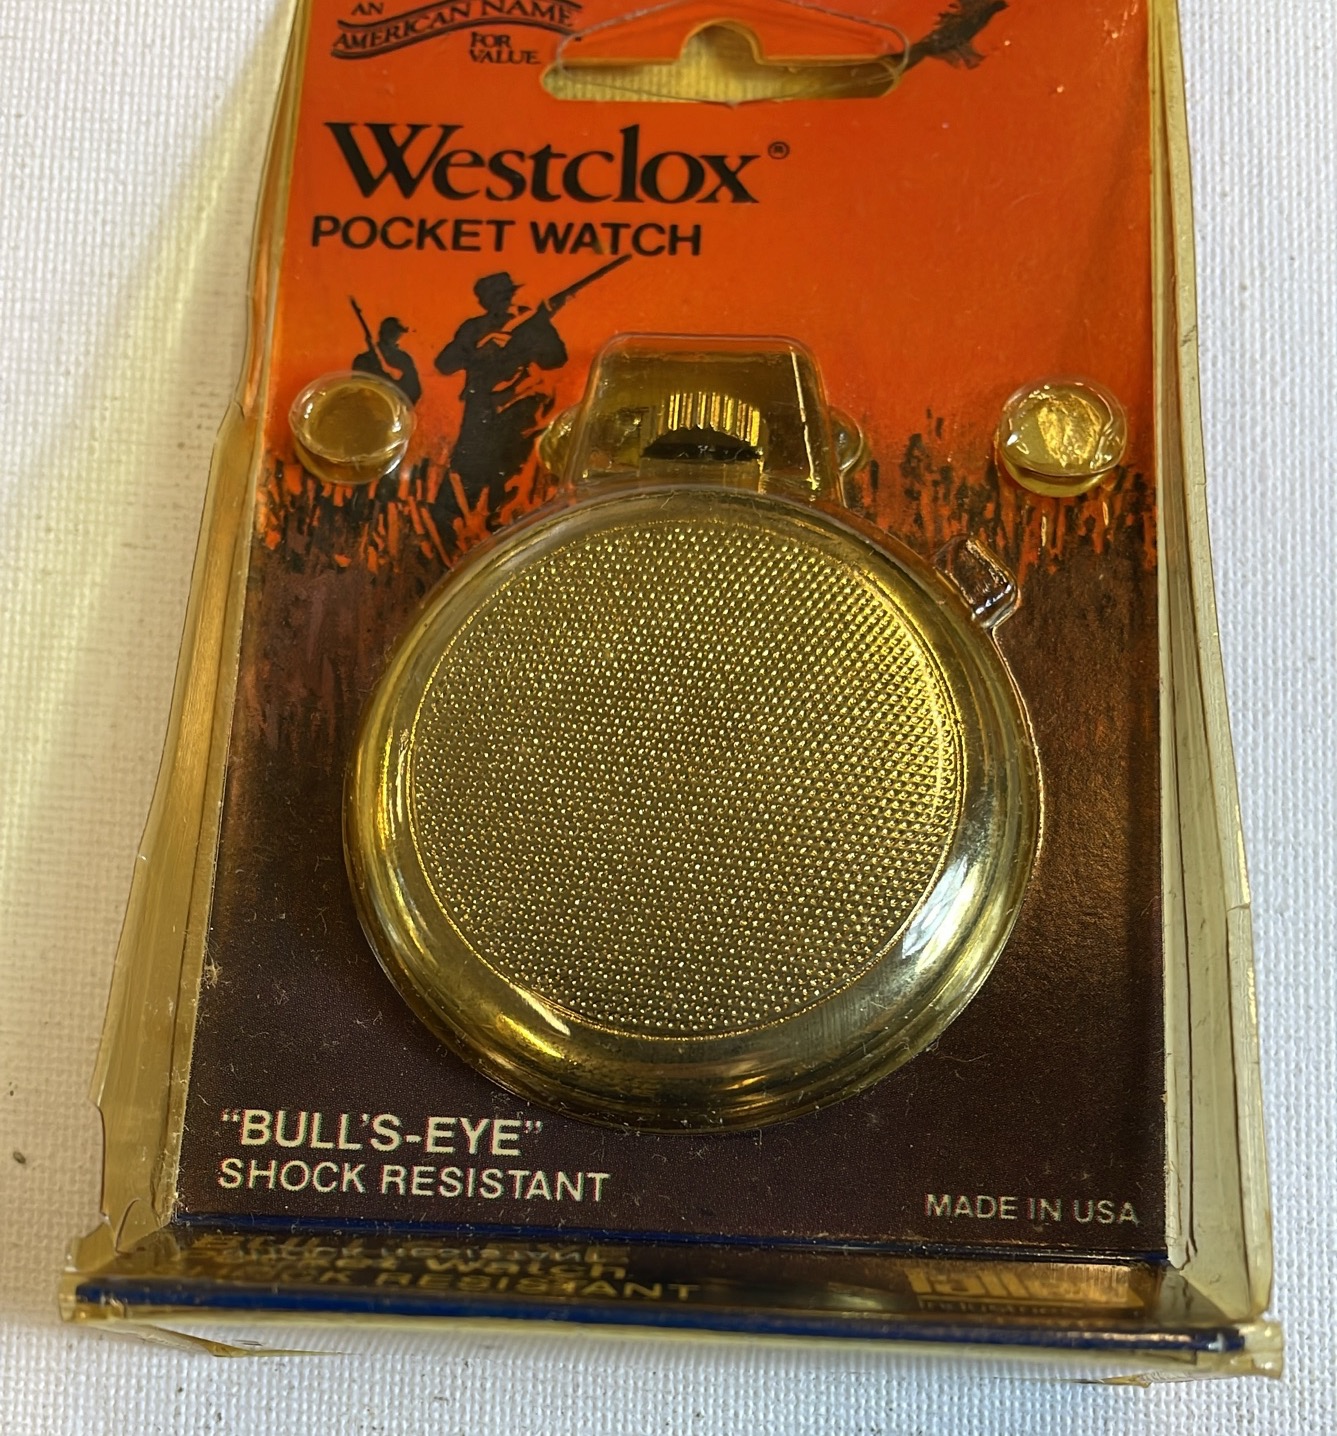 AN
AMERICAN NAME
FOR
VALUE
Westclox®
POCKET WATCH
"BULL'S-EYE"
SHOCK RESISTANT
MADE IN USA